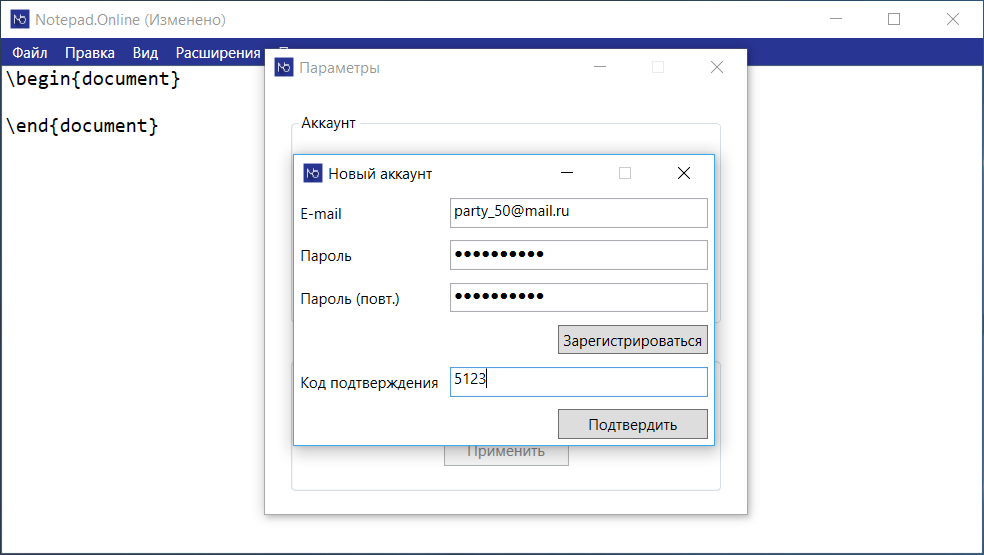 Notepad.Online (Изменено)
Файл Правка Вид Расширения
\begin{document}
\end{document}
Параметры
Аккаунт
Новый аккаунт
E-mail party_50@mail.ru
Пароль ●●●●●●●●●●
Пароль (повт.) ●●●●●●●●●●
Зарегистрироваться
Код подтверждения 5123
Подтвердить
Применить